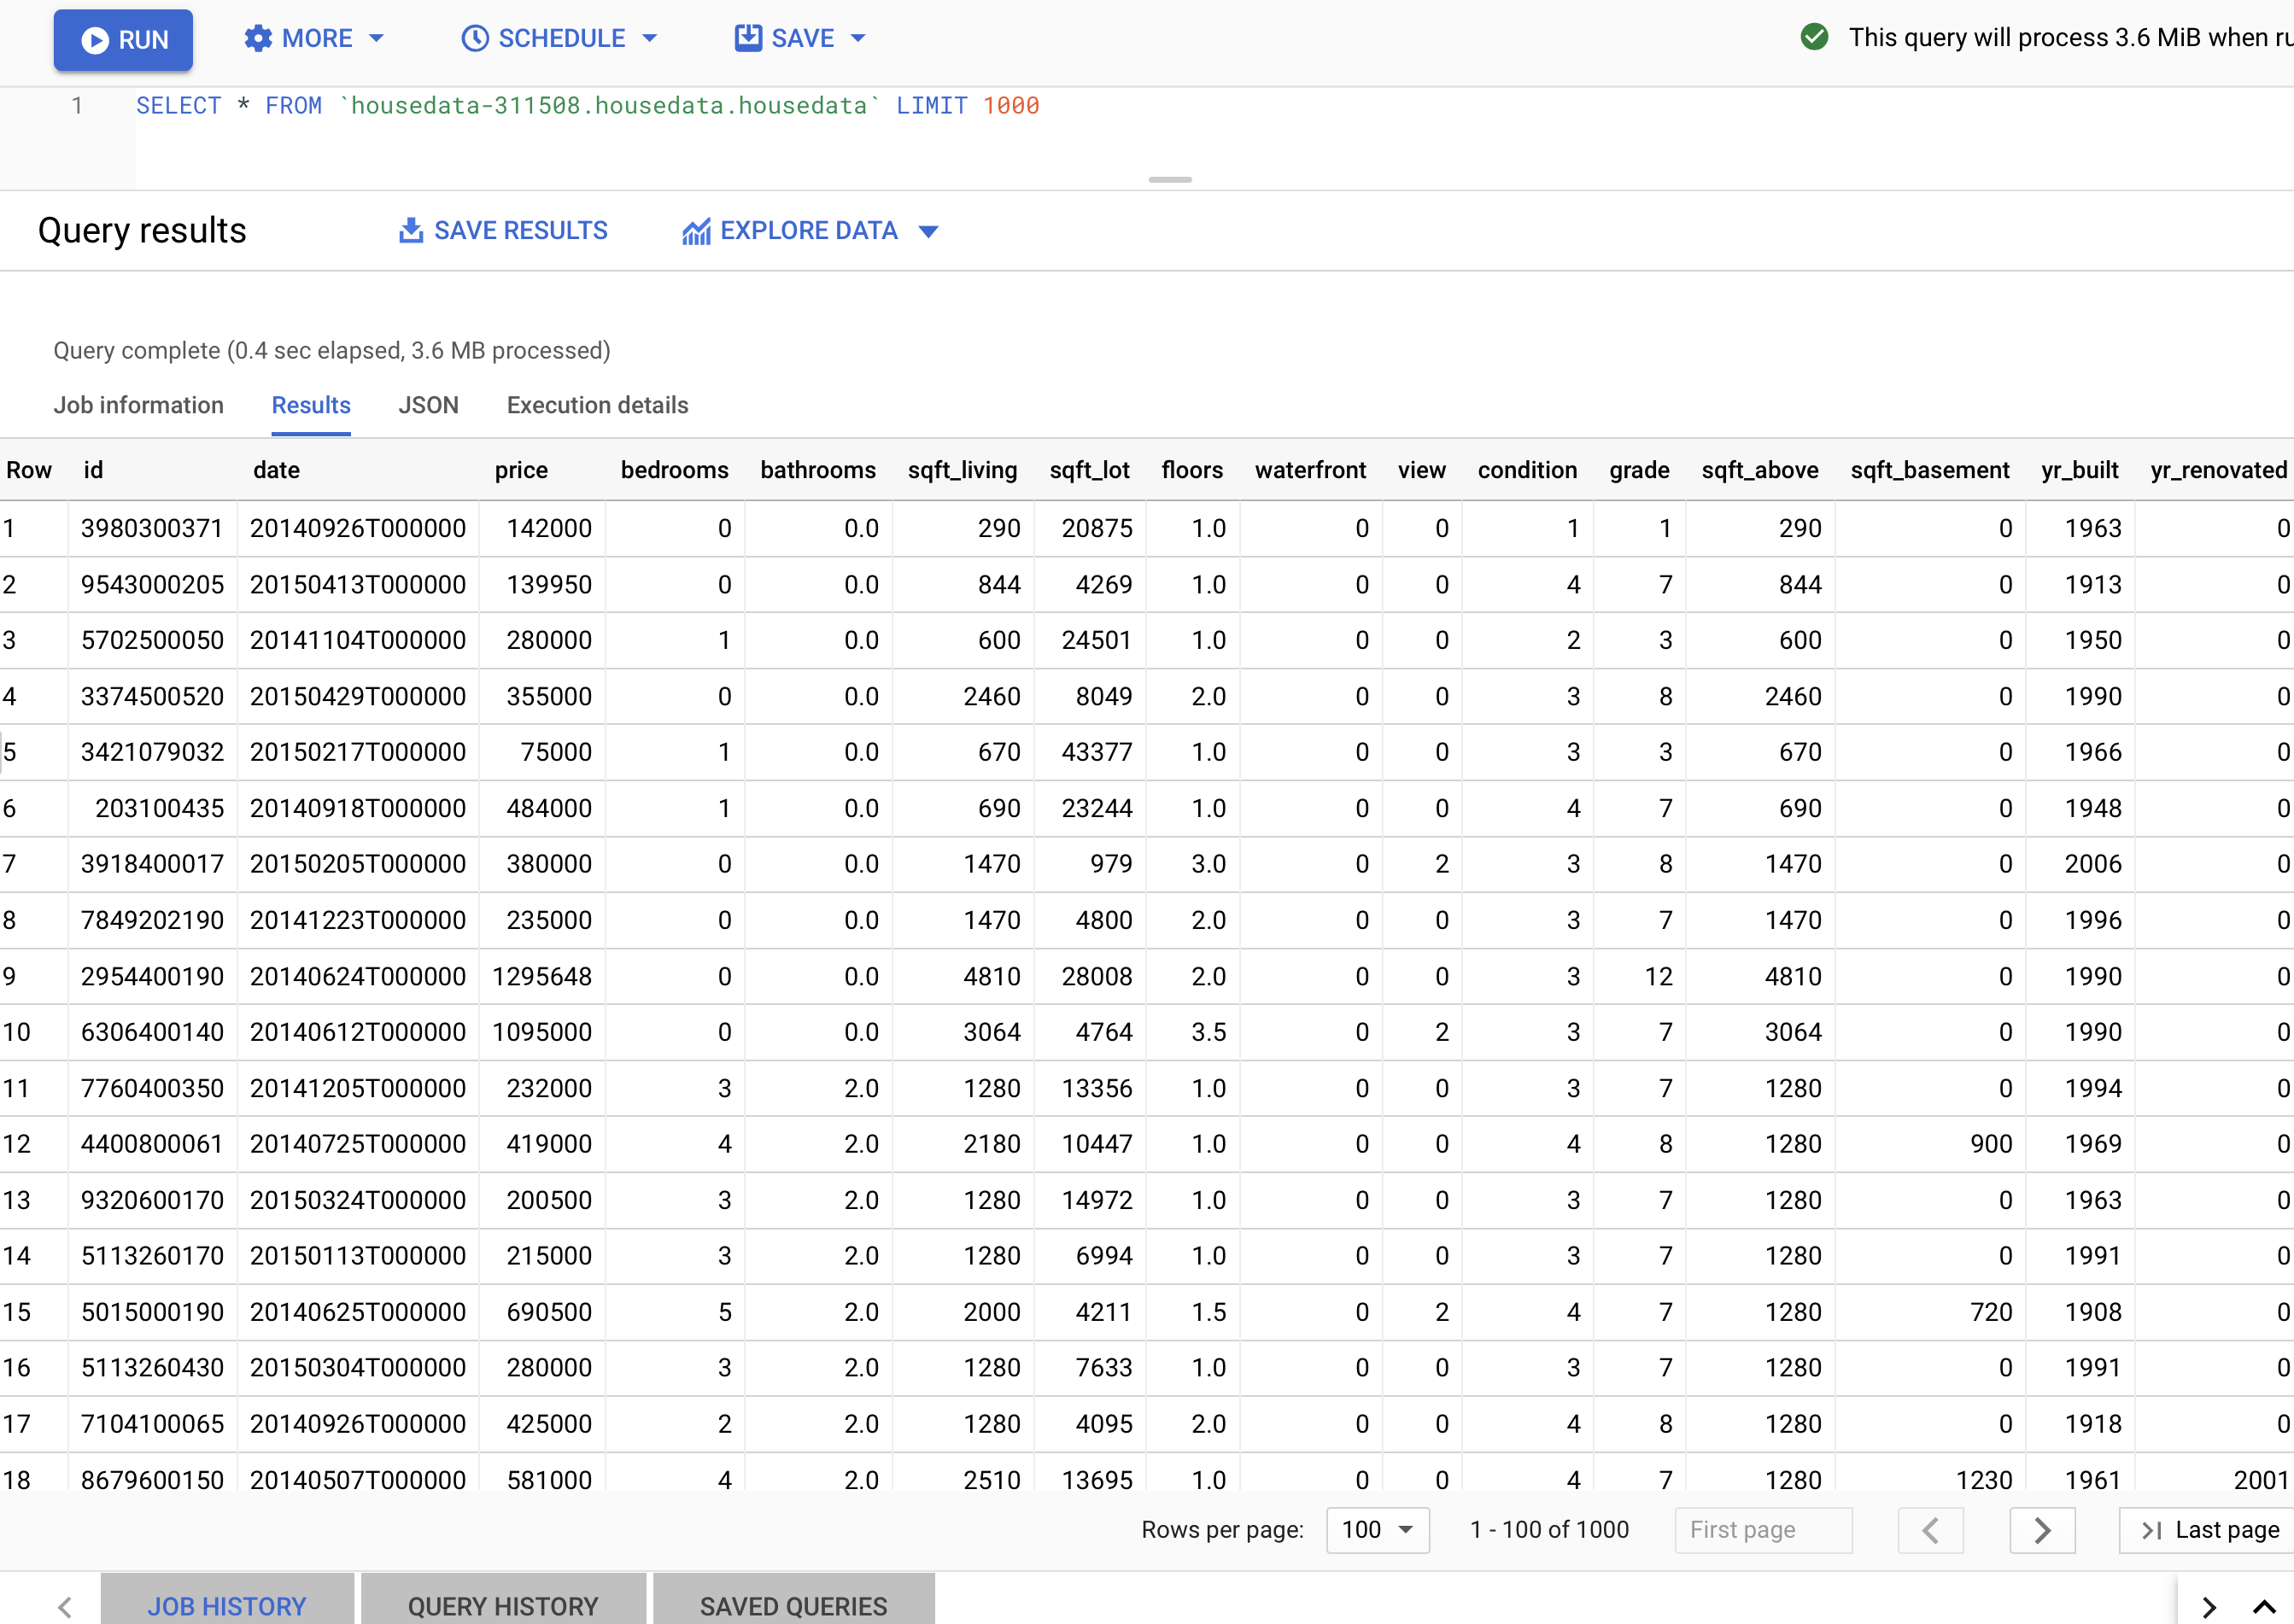 RUN MORE SCHEDULE SAVE This query will process 3.6 MiB when ru
1 SELECT * FROM `housedata-311508.housedata.housedata` LIMIT 1000
Query results SAVE RESULTS EXPLORE DATA
Query complete (0.4 sec elapsed, 3.6 MB processed)
Job information Results JSON Execution details
Row id date price bedrooms bathrooms sqft_living sqft_lot floors waterfront view condition grade sqft_above sqft_basement yr_built yr_renovated
1 3980300371 20140926T000000 142000 0 0.0 290 20875 1.0 0 0 1 1 290 0 1963 0
2 9543000205 20150413T000000 139950 0 0.0 844 4269 1.0 0 0 4 7 844 0 1913 0
3 5702500050 20141104T000000 280000 1 0.0 600 24501 1.0 0 0 2 3 600 0 1950 0
4 3374500520 20150429T000000 355000 0 0.0 2460 8049 2.0 0 0 3 8 2460 0 1990 0
5 3421079032 20150217T000000 75000 1 0.0 670 43377 1.0 0 0 3 3 670 0 1966 0
6 203100435 20140918T000000 484000 1 0.0 690 23244 1.0 0 0 4 7 690 0 1948 0
7 3918400017 20150205T000000 380000 0 0.0 1470 979 3.0 0 2 3 8 1470 0 2006 0
8 7849202190 20141223T000000 235000 0 0.0 1470 4800 2.0 0 0 3 7 1470 0 1996 0
9 2954400190 20140624T000000 1295648 0 0.0 4810 28008 2.0 0 0 3 12 4810 0 1990 0
10 6306400140 20140612T000000 1095000 0 0.0 3064 4764 3.5 0 2 3 7 3064 0 1990 0
11 7760400350 20141205T000000 232000 3 2.0 1280 13356 1.0 0 0 3 7 1280 0 1994 0
12 4400800061 20140725T000000 419000 4 2.0 2180 10447 1.0 0 0 4 8 1280 900 1969 0
13 9320600170 20150324T000000 200500 3 2.0 1280 14972 1.0 0 0 3 7 1280 0 1963 0
14 5113260170 20150113T000000 215000 3 2.0 1280 6994 1.0 0 0 3 7 1280 0 1991 0
15 5015000190 20140625T000000 690500 5 2.0 2000 4211 1.5 0 2 4 7 1280 720 1908 0
16 5113260430 20150304T000000 280000 3 2.0 1280 7633 1.0 0 0 3 7 1280 0 1991 0
17 7104100065 20140926T000000 425000 2 2.0 1280 4095 2.0 0 0 4 8 1280 0 1918 0
18 8679600150 20140507T000000 581000 4 2.0 2510 13695 1.0 0 0 4 7 1280 1230 1961 2001
Rows per page: 100 1 - 100 of 1000 First page Last page
JOB HISTORY QUERY HISTORY SAVED QUERIES